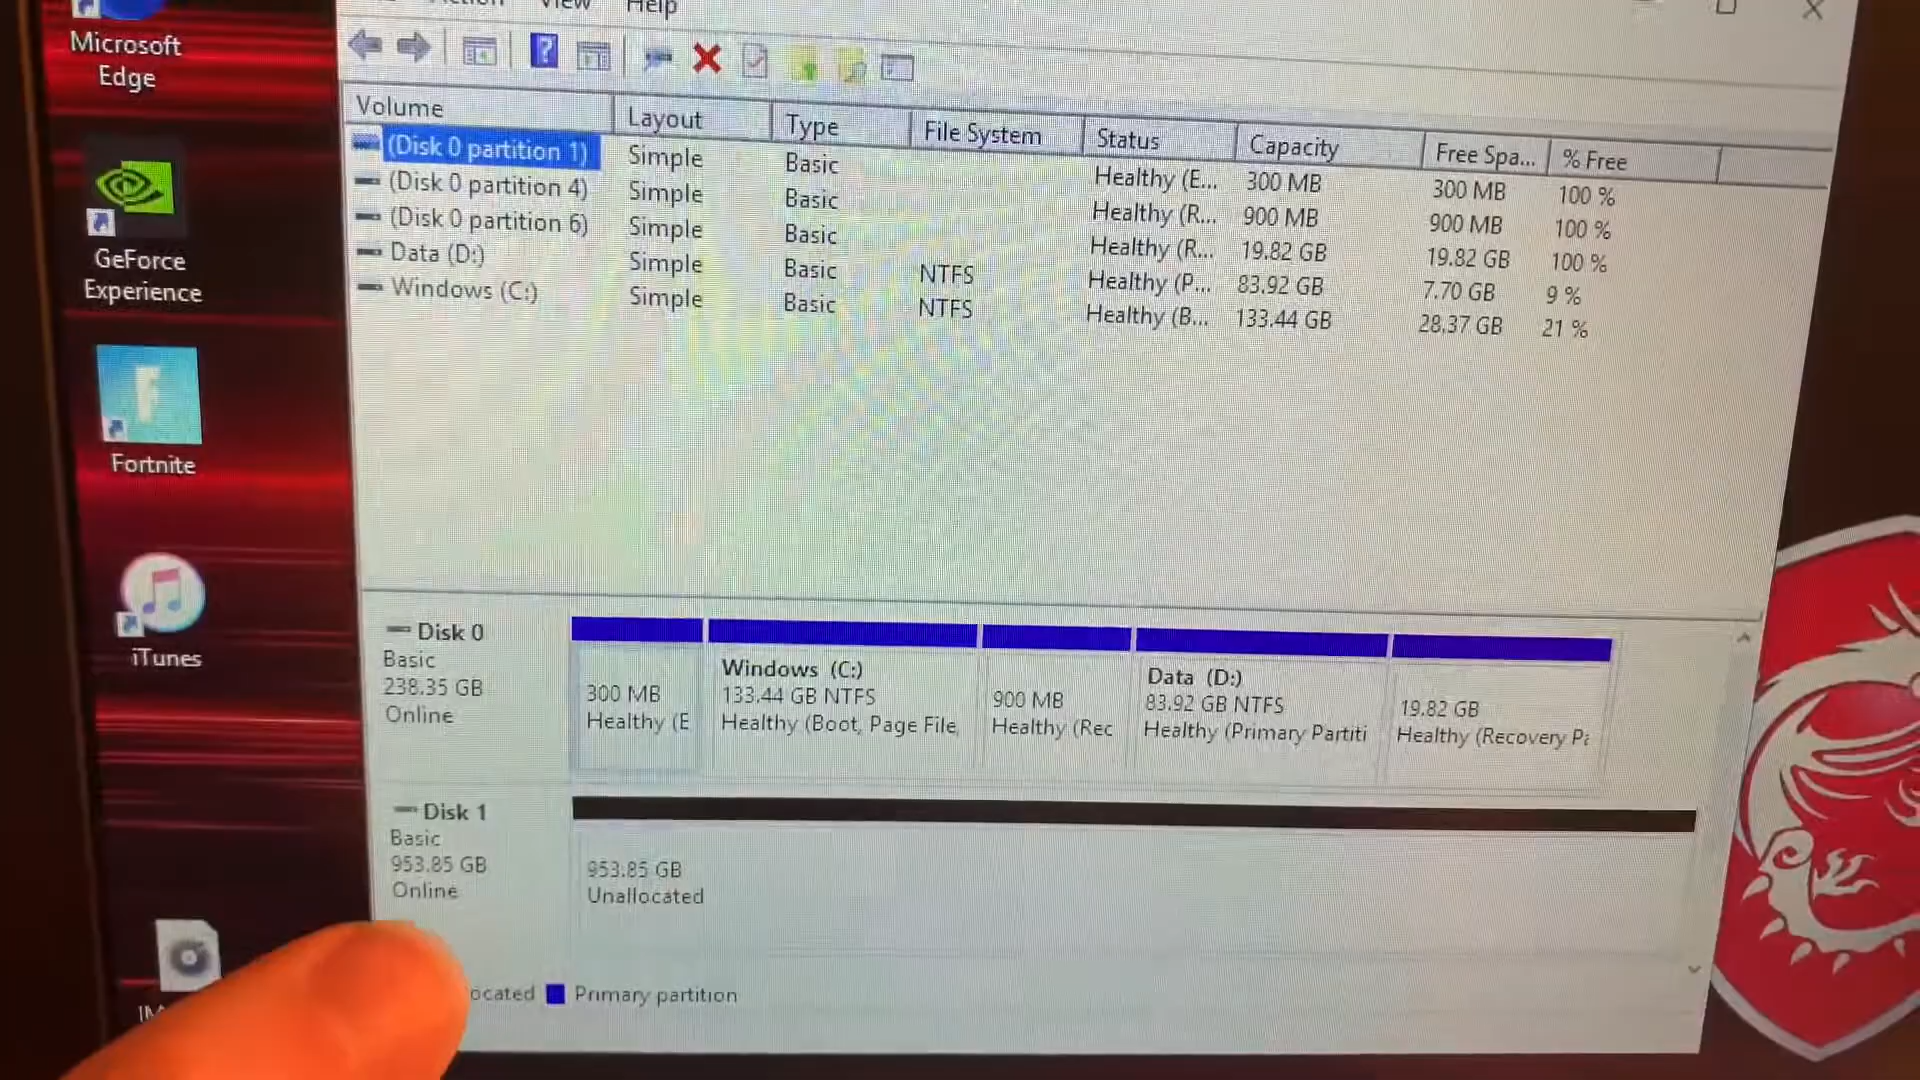 View Help
Microsoft
Edge
GeForce
Experience
Fortnite
iTunes
Volume Layout Type File System Status Capacity Free Spa... % Free
(Disk 0 partition 1) Simple Basic Healthy (E... 300 MB 300 MB 100 %
(Disk 0 partition 4) Simple Basic Healthy (R... 900 MB 900 MB 100 %
(Disk 0 partition 6) Simple Basic Healthy (R... 19.82 GB 19.82 GB 100 %
Data (D:) Simple Basic NTFS Healthy (P... 83.92 GB 7.70 GB 9 %
Windows (C:) Simple Basic NTFS Healthy (B... 133.44 GB 28.37 GB 21 %
Disk 0
Basic
238.35 GB
Online
300 MB
Healthy (E
Windows (C:)
133.44 GB NTFS
Healthy (Boot, Page File,
900 MB
Healthy (Rec
Data (D:)
83.92 GB NTFS
Healthy (Primary Partiti
19.82 GB
Healthy (Recovery Pa
Disk 1
Basic
953.85 GB
Online
953.85 GB
Unallocated
ocated Primary partition